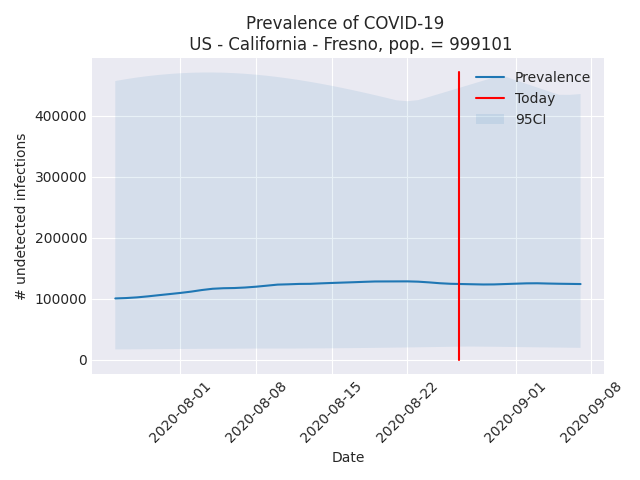 Prevalence of COVID-19
US - California - Fresno, pop. = 999101
Prevalence
Today
95CI
# undetected infections
400000
300000
200000
100000
0
2020-08-01
2020-08-08
2020-08-15
2020-08-22
2020-09-01
2020-09-08
Date